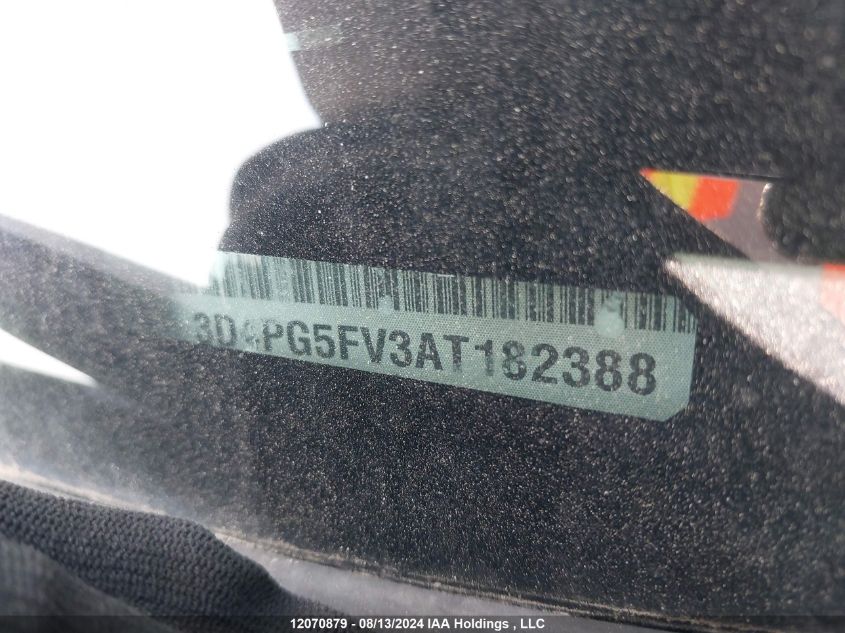 3D4PG5FV3AT182388
12070879 - 08/13/2024 IAA Holdings , LLC